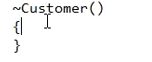 ~Customer()
{
}